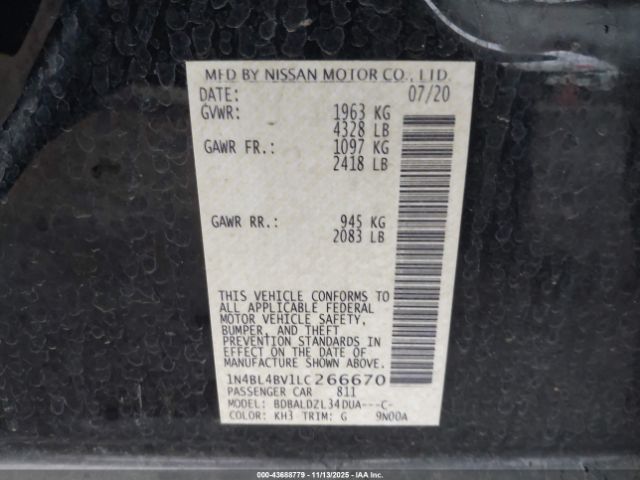 MFD BY NISSAN MOTOR CO., LTD.
DATE: 07/20
GVWR: 1963 KG
4328 LB
GAWR FR.: 1097 KG
2418 LB
GAWR RR.: 945 KG
2083 LB
THIS VEHICLE CONFORMS TO
ALL APPLICABLE FEDERAL
MOTOR VEHICLE SAFETY,
BUMPER, AND THEFT
PREVENTION STANDARDS IN
EFFECT ON THE DATE OF
MANUFACTURE SHOWN ABOVE.
1N4BL4BV1LC266670
PASSENGER CAR 811
MODEL: BDBALDZL34DUA---C-
COLOR: KH3 TRIM: G 9N00A
000-43688779 - 11/13/2025 - IAAI.COM